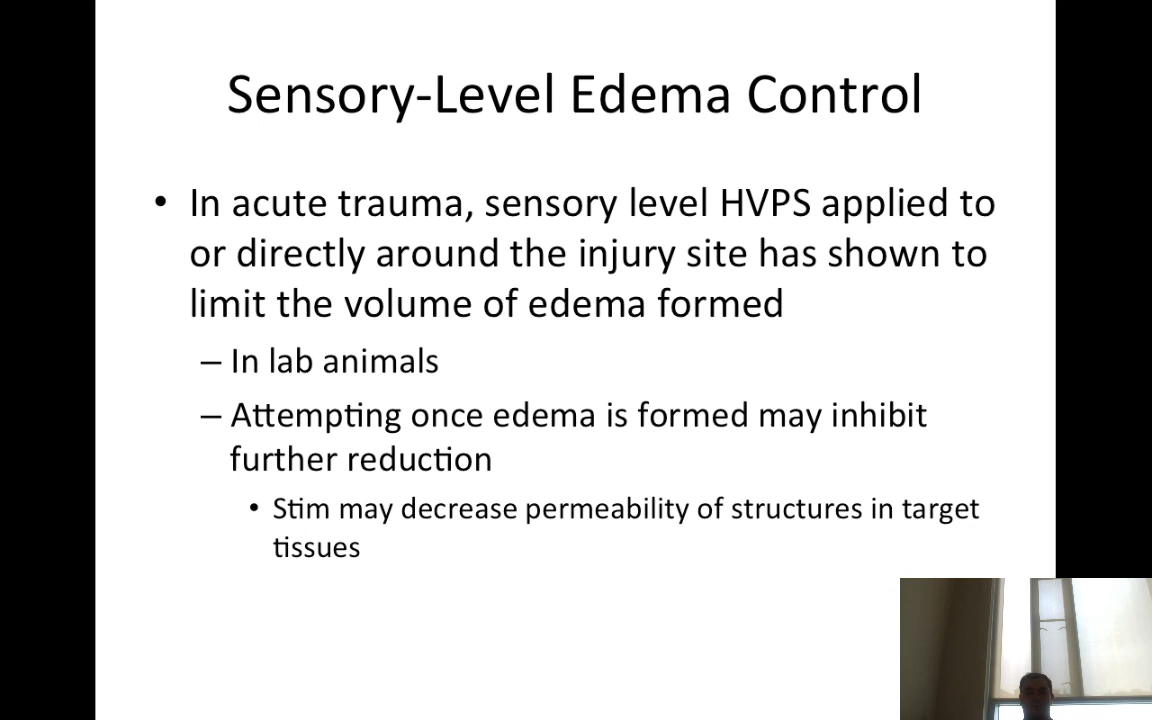 Sensory-Level Edema Control
• In acute trauma, sensory level HVPS applied to
or directly around the injury site has shown to
limit the volume of edema formed
– In lab animals
– Attempting once edema is formed may inhibit
further reduction
• Stim may decrease permeability of structures in target
tissues